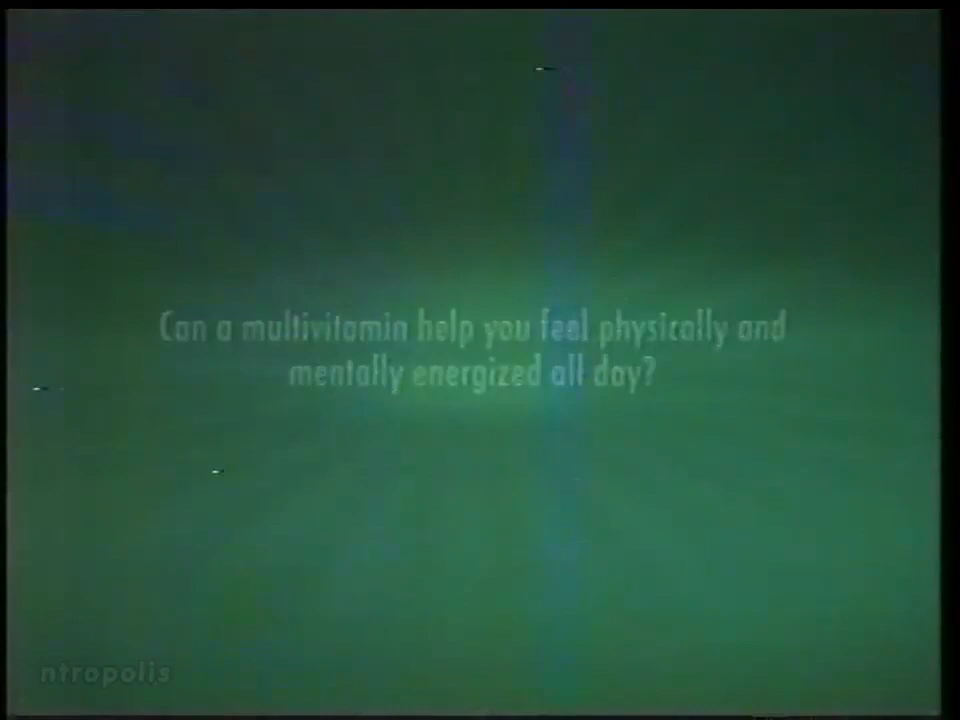 Can a multivitamin help you feel physically and
mentally energized all day?
ntropolis